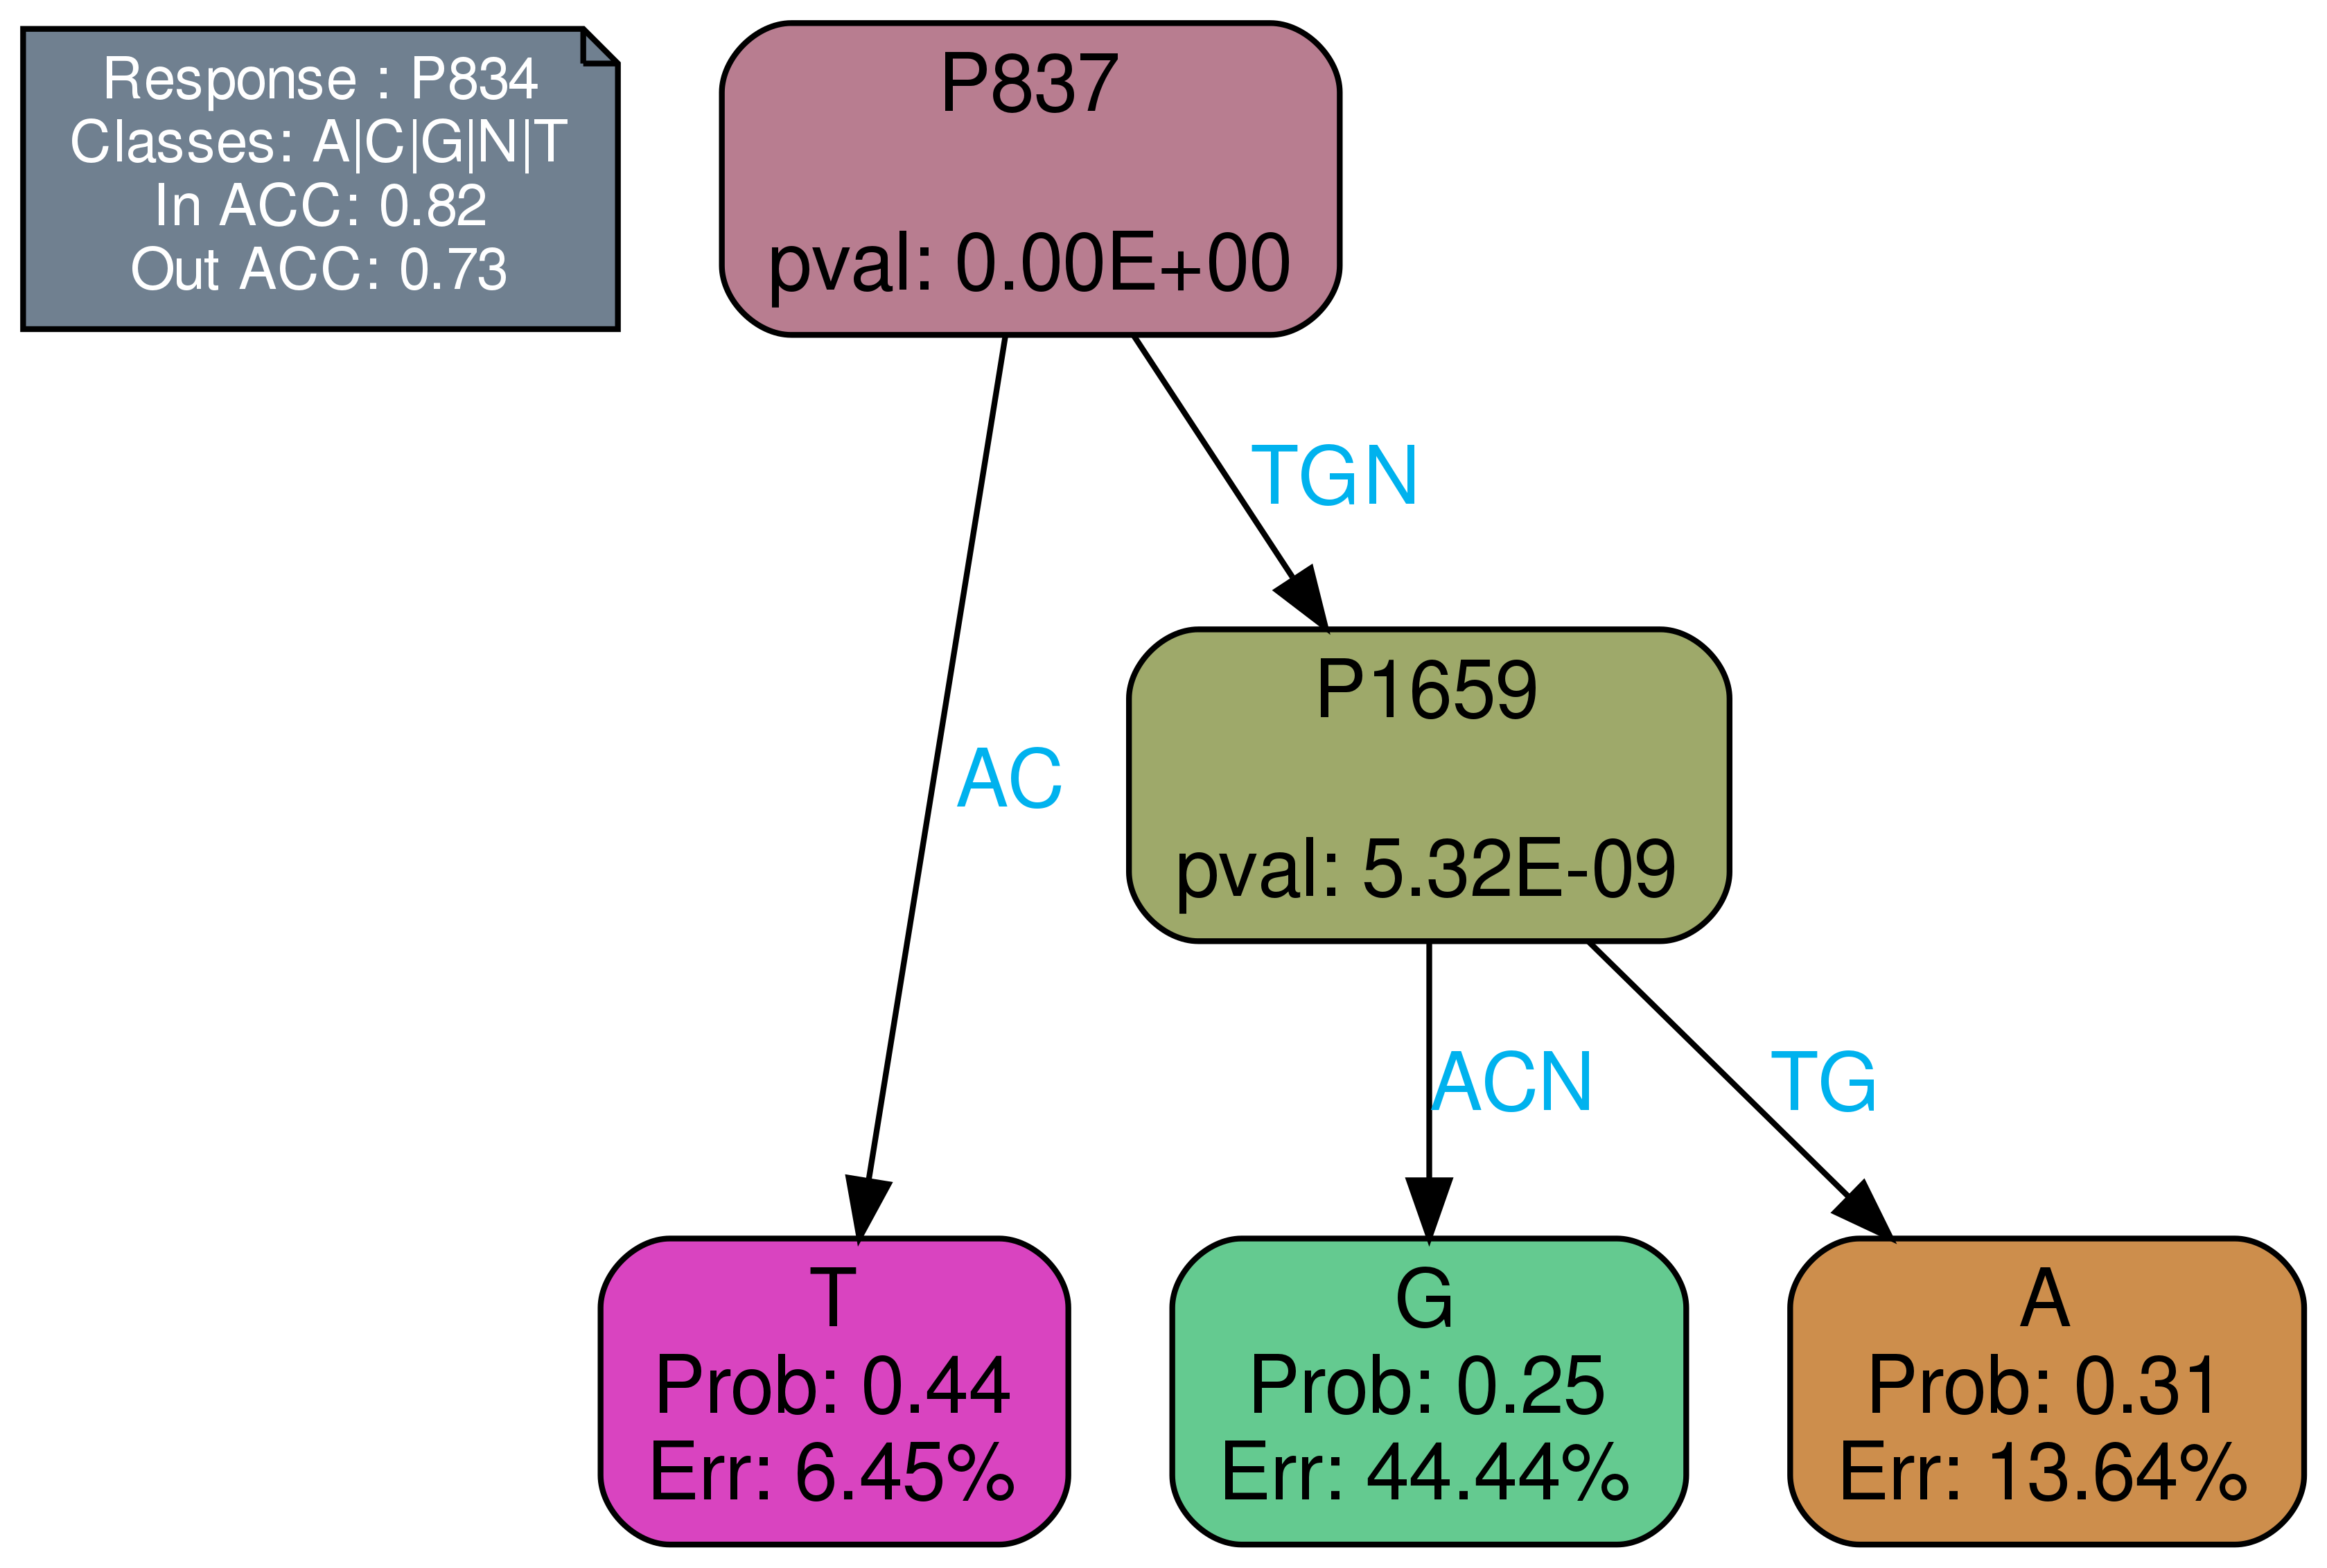 Response : P834
Classes: A|C|G|N|T
In ACC: 0.82
Out ACC: 0.73
P837
pval: 0.00E+00
TGN
P1659
pval: 5.32E-09
AC
ACN
TG
T
Prob: 0.44
Err: 6.45%
G
Prob: 0.25
Err: 44.44%
A
Prob: 0.31
Err: 13.64%